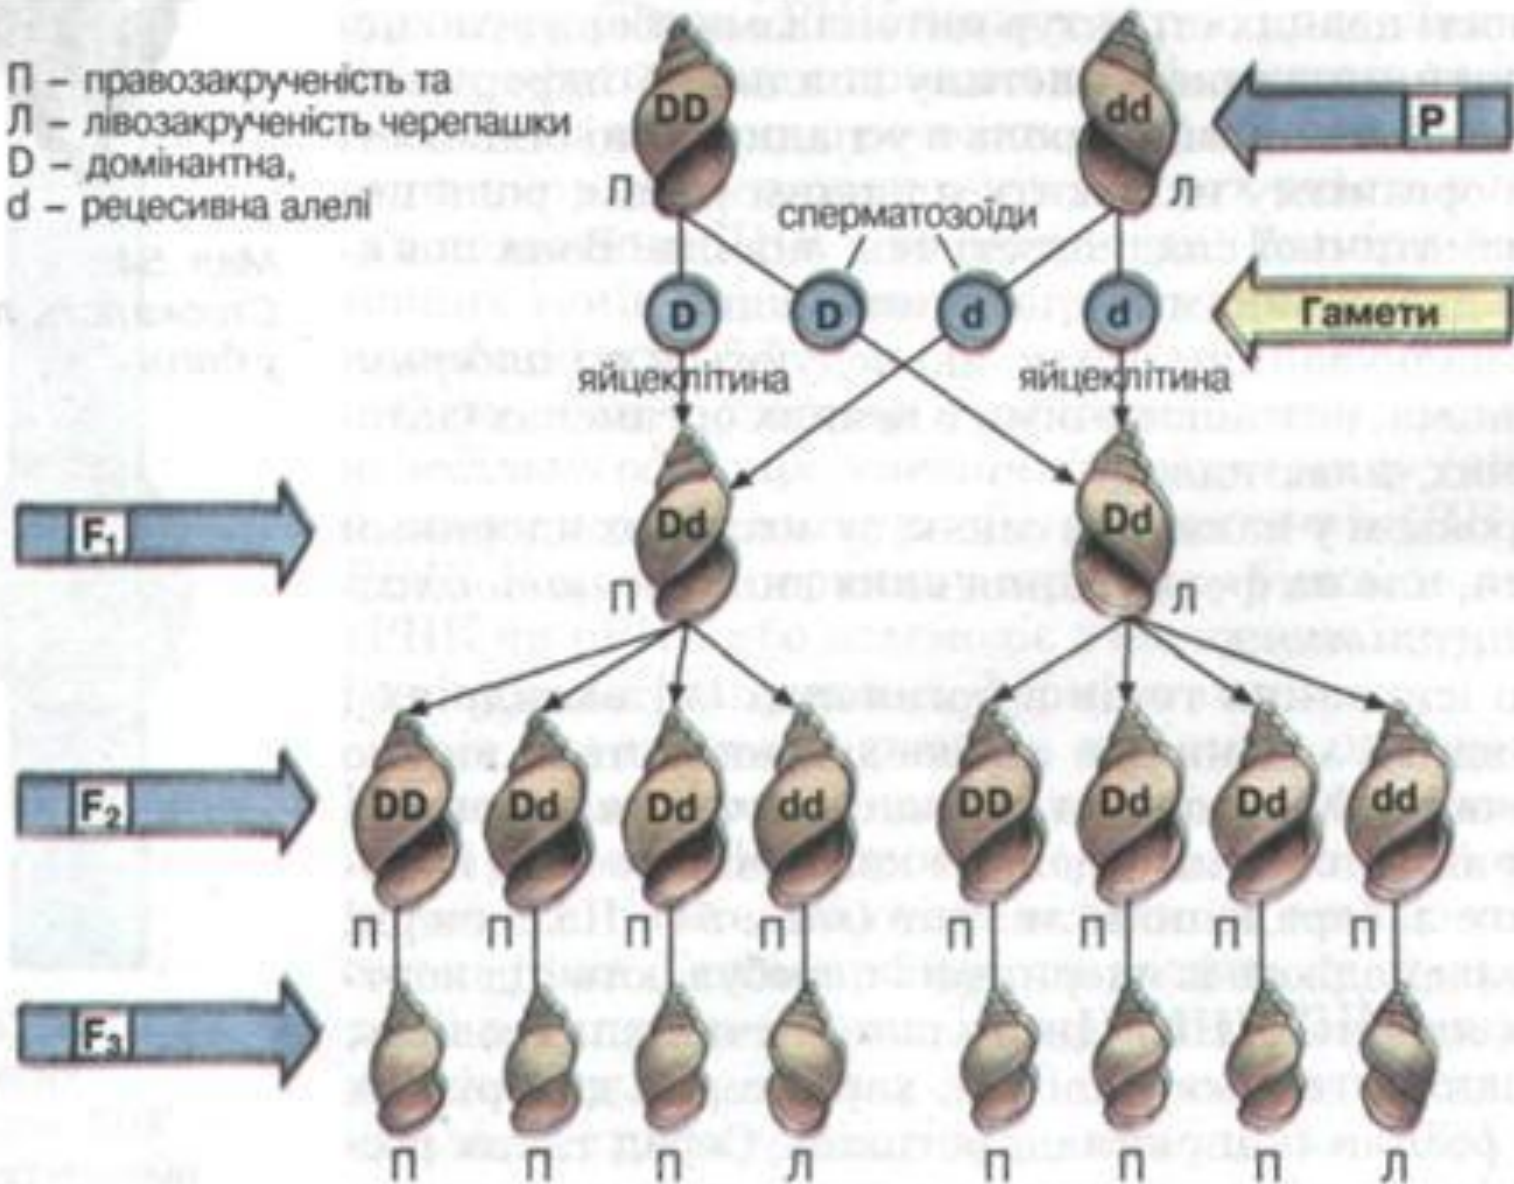 П – правозакрученість та
Л – лівозакрученість черепашки
D – домінантна,
d – рецесивна алелі
DD
dd
P
П
Л
сперматозоїди
D
D
d
d
Гамети
яйцеклітина
яйцеклітина
F₁
Dd
Dd
П
Л
F₂
DD
Dd
Dd
dd
DD
Dd
Dd
dd
П
П
П
П
П
П
П
П
F₃
П
П
П
Л
П
П
П
Л